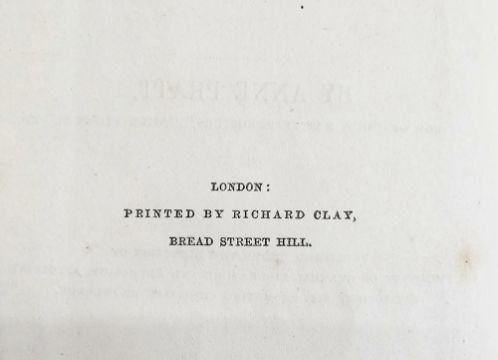 LONDON:
PRINTED BY RICHARD CLAY,
BREAD STREET HILL.